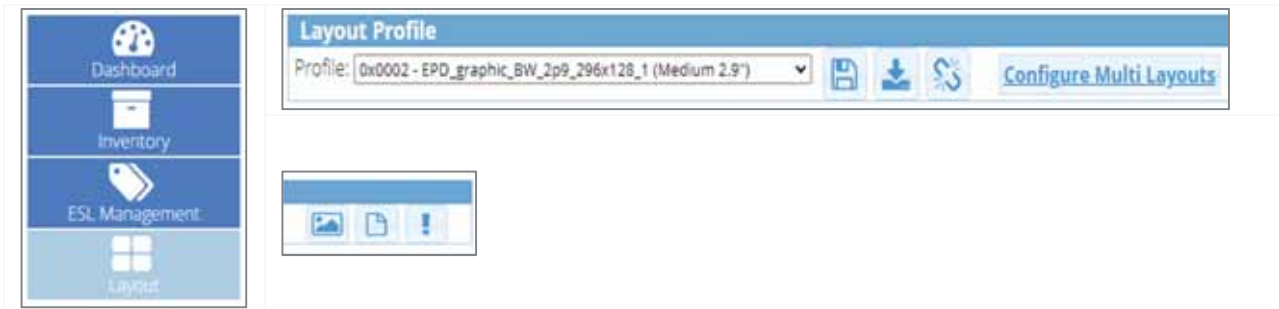 Dashboard
Inventory
ESL Management
Layout
Layout Profile
Profile: 0x0002 - EPD_graphic_BW_2p9_296x128_1 (Medium 2.9")
Configure Multi Layouts